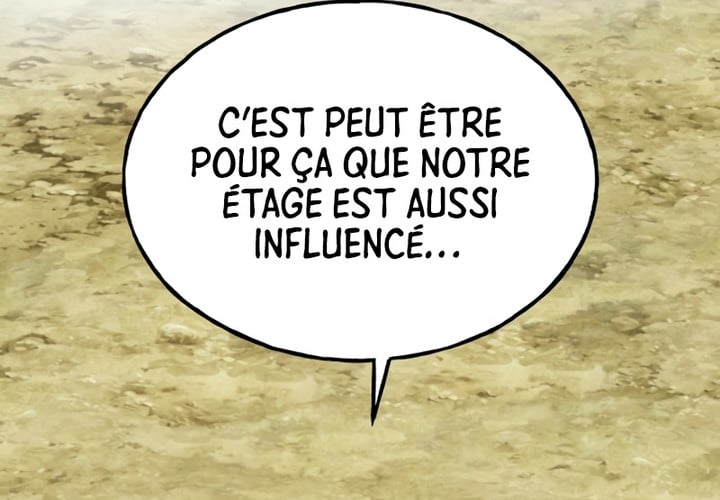 C'EST PEUT ÊTRE
POUR ÇA QUE NOTRE
ÉTAGE EST AUSSI
INFLUENCÉ...